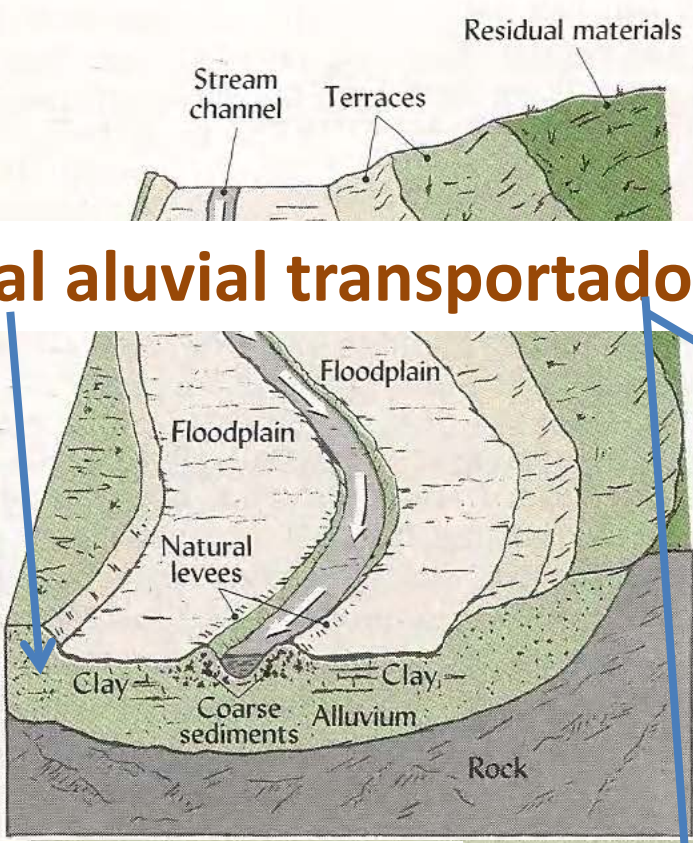 Residual materials
Stream
channel
Terraces
al aluvial transportado
Floodplain
Floodplain
Natural
levees
Clay
Clay
Coarse
sediments
Alluvium
Rock